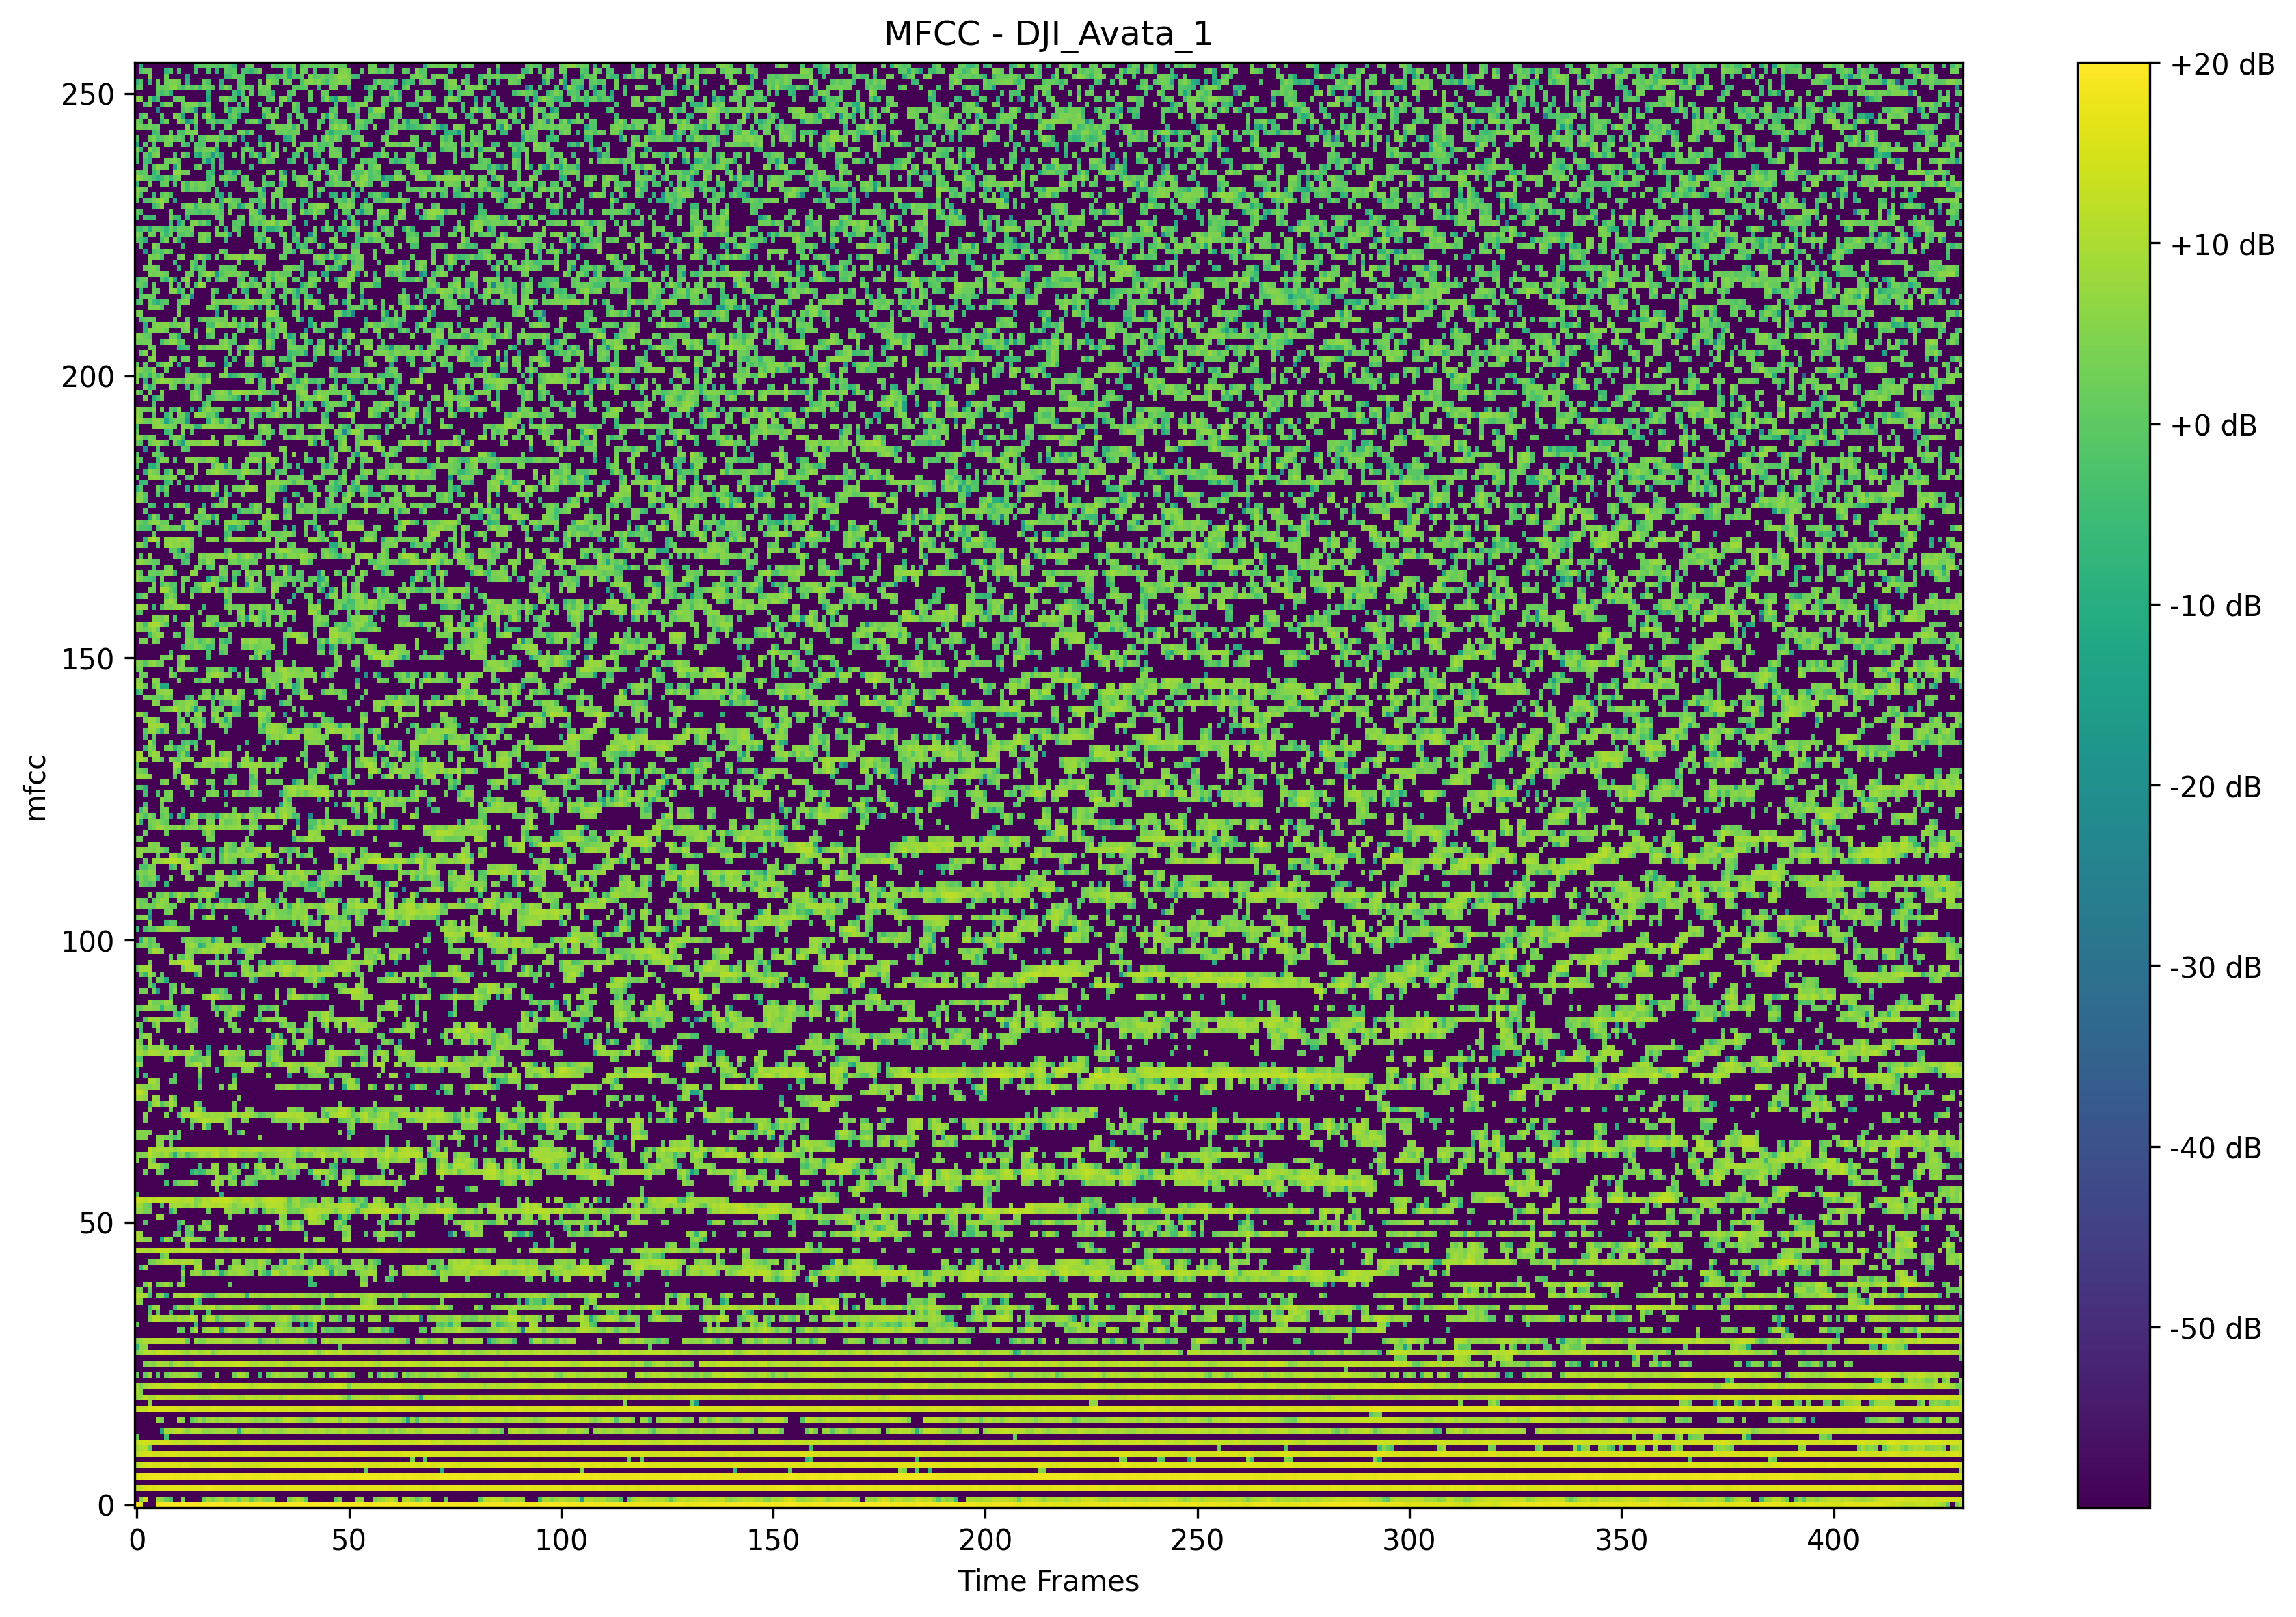 MFCC - DJI_Avata_1
mfcc
250
200
150
100
50
0
0 50 100 150 200 250 300 350 400
Time Frames
+20 dB
+10 dB
+0 dB
-10 dB
-20 dB
-30 dB
-40 dB
-50 dB